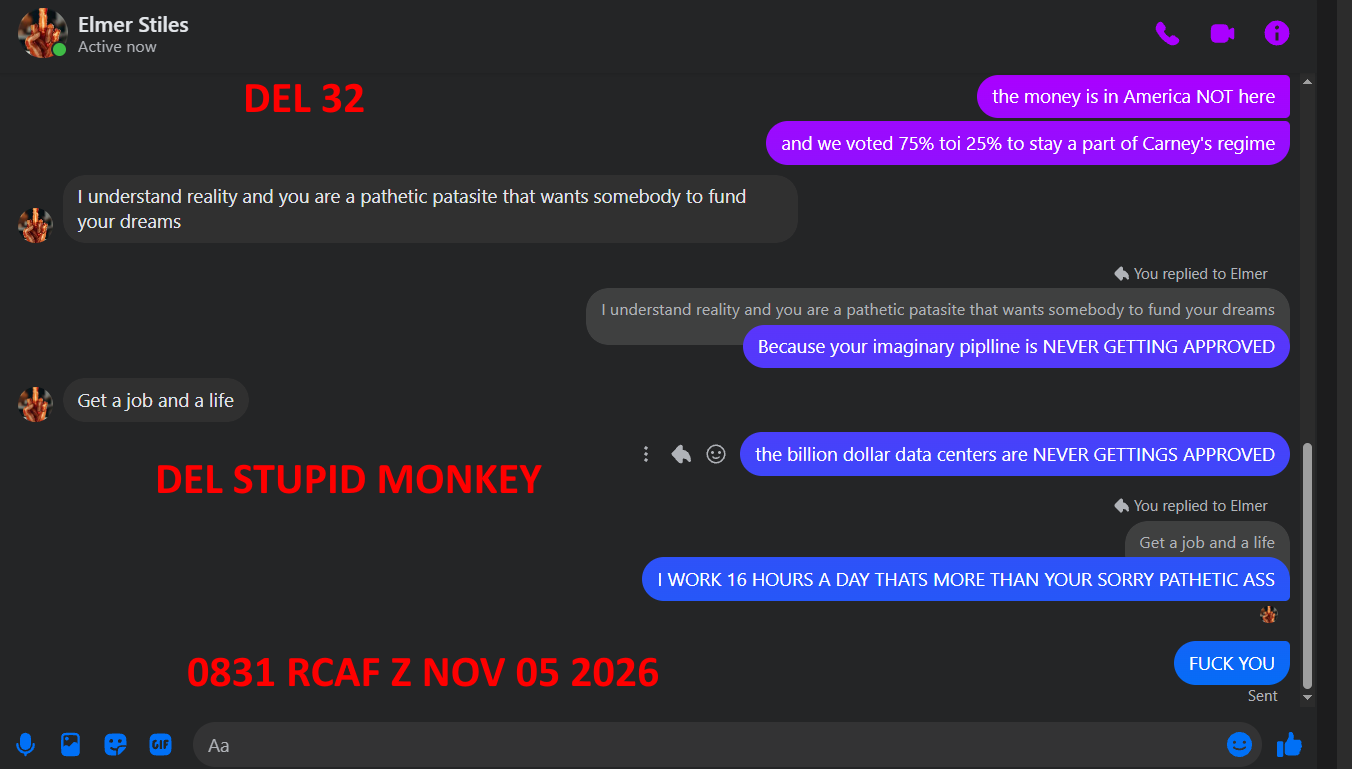 Elmer Stiles
Active now
DEL 32
the money is in America NOT here
and we voted 75% toi 25% to stay a part of Carney's regime
I understand reality and you are a pathetic patasite that wants somebody to fund
your dreams
You replied to Elmer
I understand reality and you are a pathetic patasite that wants somebody to fund your dreams
Because your imaginary piplline is NEVER GETTING APPROVED
Get a job and a life
the billion dollar data centers are NEVER GETTINGS APPROVED
DEL STUPID MONKEY
You replied to Elmer
Get a job and a life
I WORK 16 HOURS A DAY THATS MORE THAN YOUR SORRY PATHETIC ASS
0831 RCAF Z NOV 05 2026
FUCK YOU
Sent
GIF
Aa